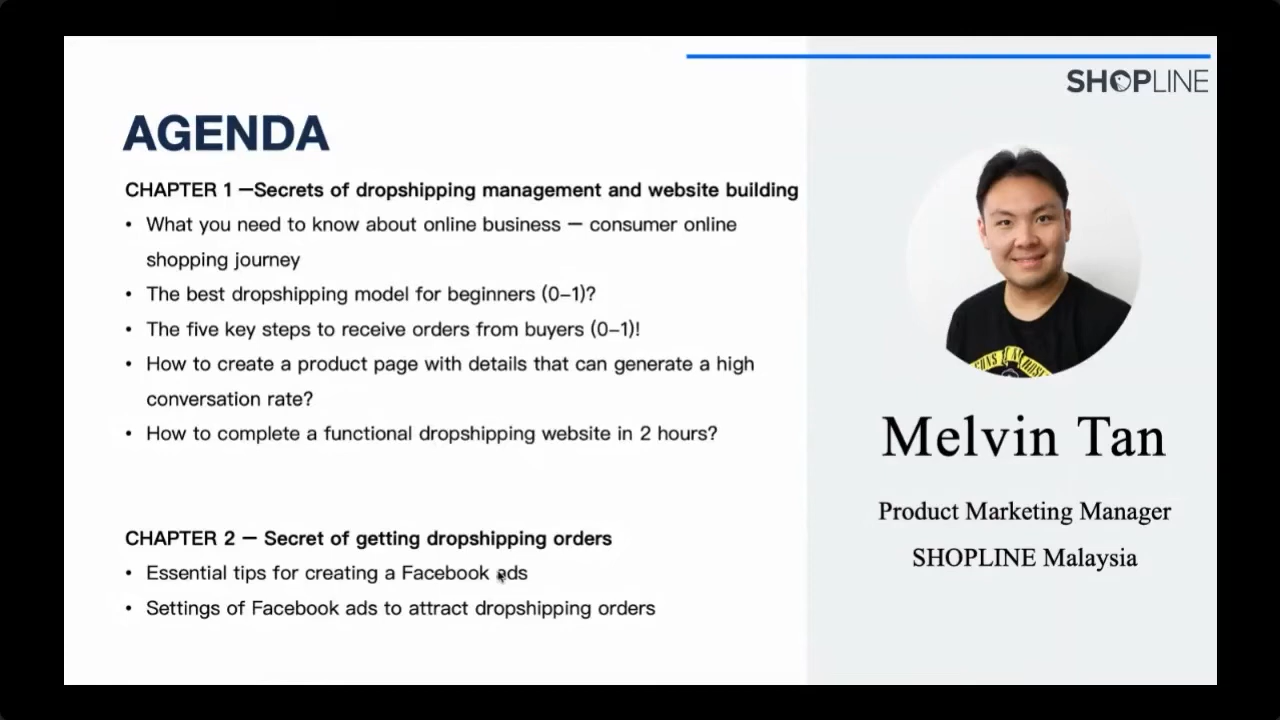 SHOPLINE
AGENDA
CHAPTER 1 —Secrets of dropshipping management and website building
• What you need to know about online business — consumer online
shopping journey
• The best dropshipping model for beginners (0–1)?
• The five key steps to receive orders from buyers (0–1)!
• How to create a product page with details that can generate a high
conversation rate?
• How to complete a functional dropshipping website in 2 hours?
CHAPTER 2 — Secret of getting dropshipping orders
• Essential tips for creating a Facebook ads
• Settings of Facebook ads to attract dropshipping orders
Melvin Tan
Product Marketing Manager
SHOPLINE Malaysia